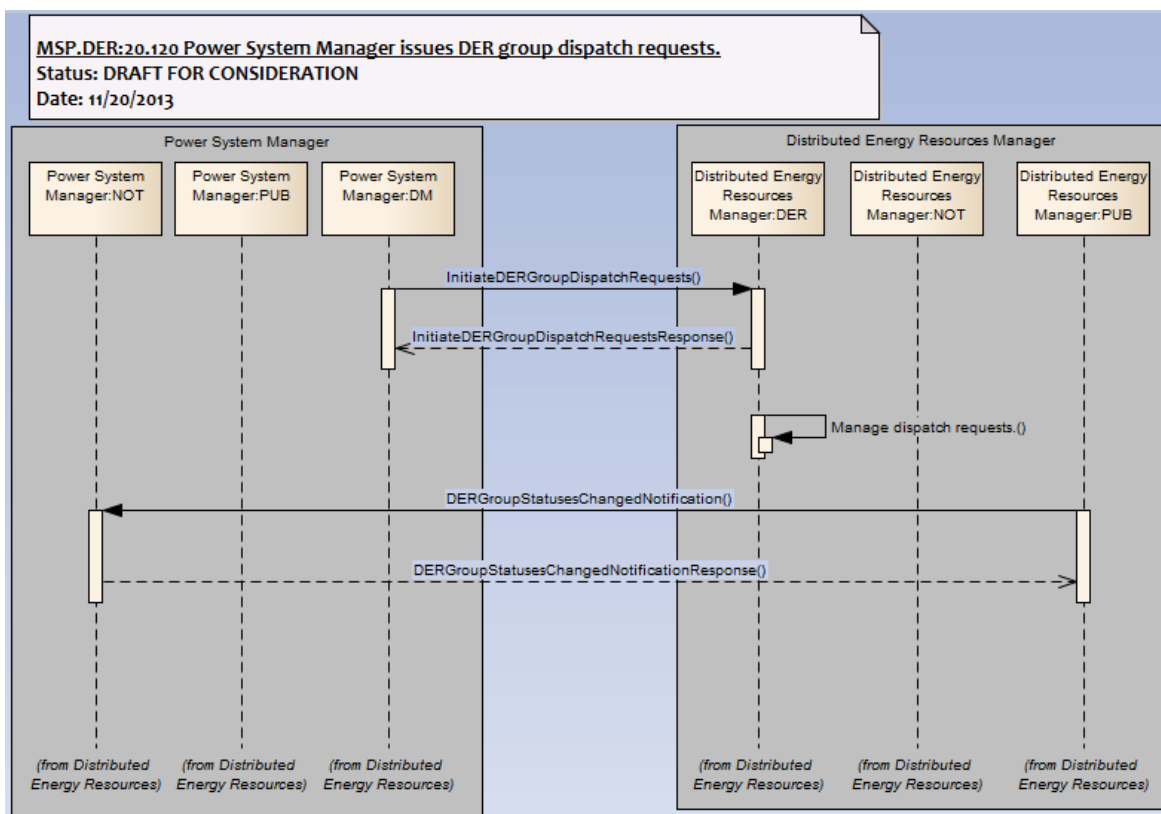 MSP.DER:20.120 Power System Manager issues DER group dispatch requests.
Status: DRAFT FOR CONSIDERATION
Date: 11/20/2013
Power System Manager
Distributed Energy Resources Manager
Power System
Manager:NOT
Power System
Manager:PUB
Power System
Manager:DM
Distributed Energy
Resources
Manager:DER
Distributed Energy
Resources
Manager:NOT
Distributed Energy
Resources
Manager:PUB
InitiateDERGroupDispatchRequests()
InitiateDERGroupDispatchRequestsResponse()
Manage dispatch requests.()
DERGroupStatusesChangedNotification()
DERGroupStatusesChangedNotificationResponse()
(from Distributed
Energy Resources)
(from Distributed
Energy Resources)
(from Distributed
Energy Resources)
(from Distributed
Energy Resources)
(from Distributed
Energy Resources)
(from Distributed
Energy Resources)